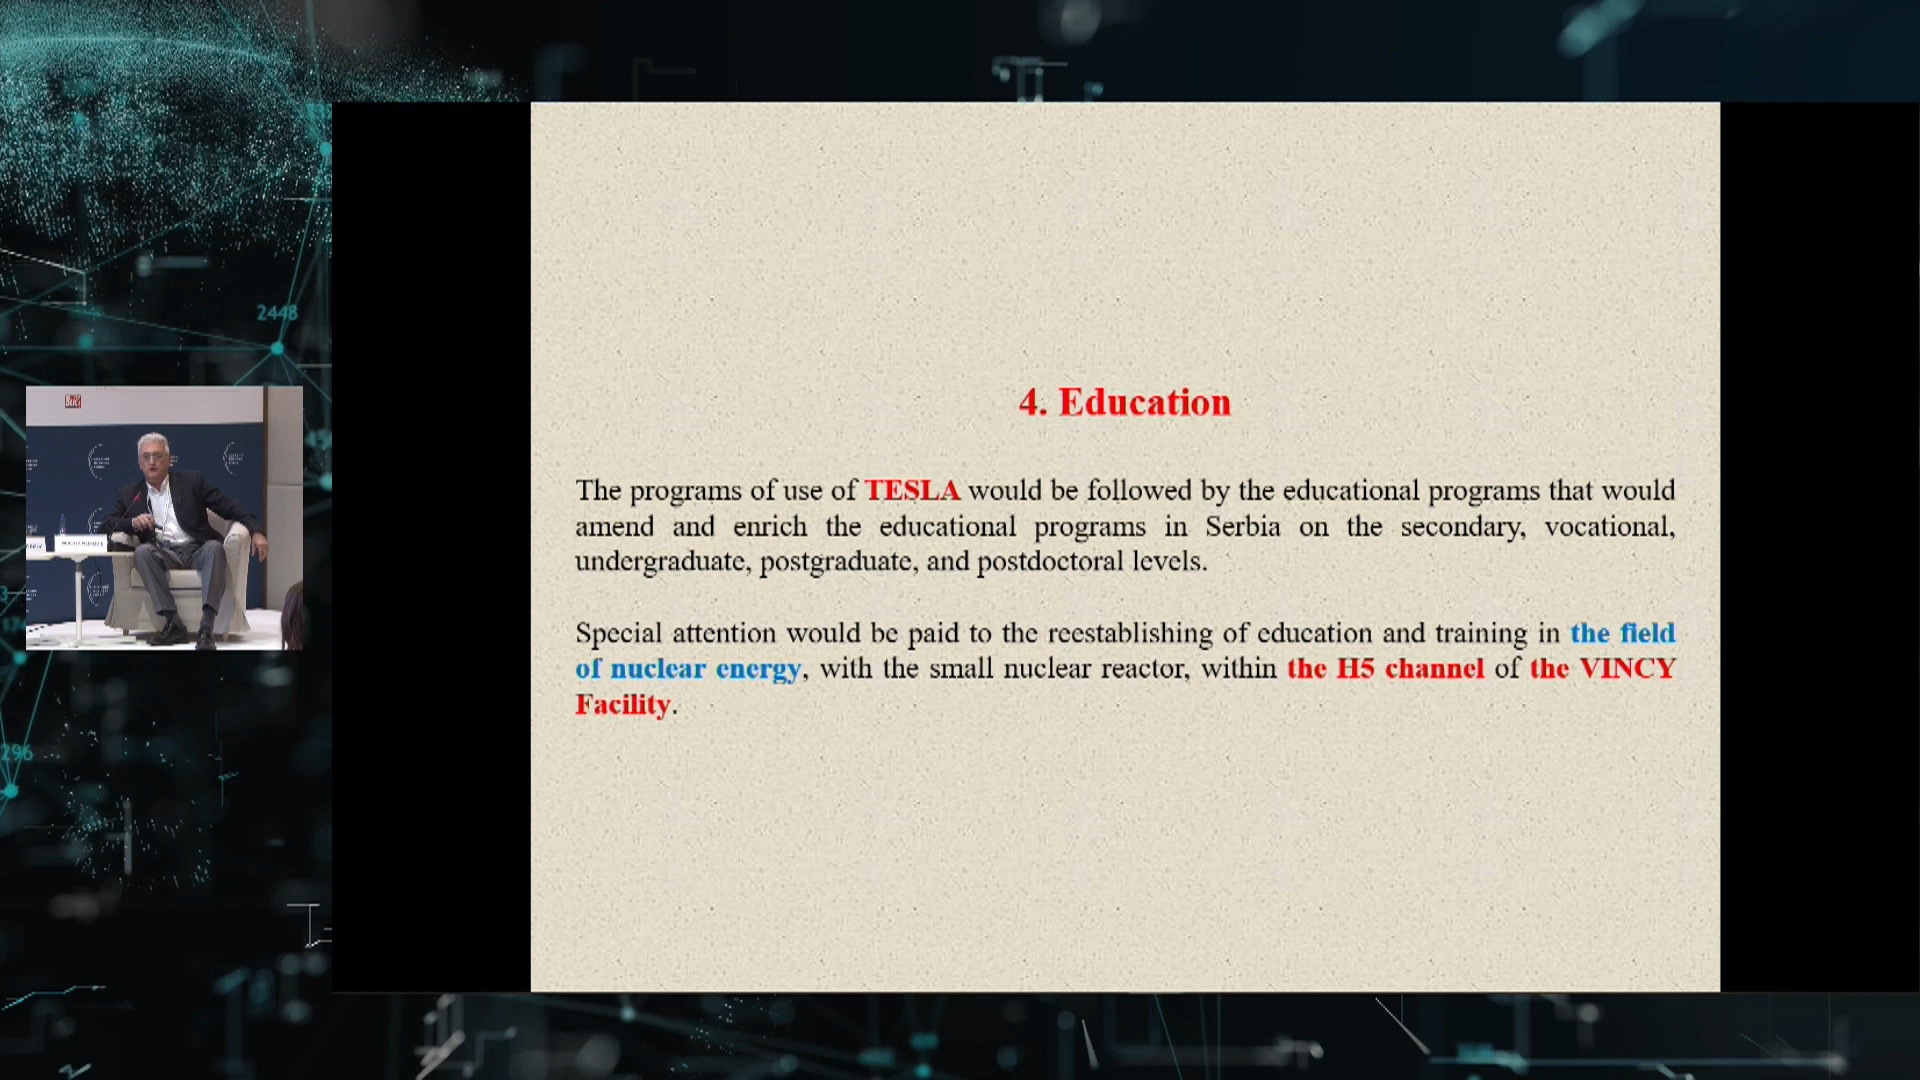 2448
296
4. Education
The programs of use of TESLA would be followed by the educational programs that would
amend and enrich the educational programs in Serbia on the secondary, vocational,
undergraduate, postgraduate, and postdoctoral levels.
Special attention would be paid to the reestablishing of education and training in the field
of nuclear energy, with the small nuclear reactor, within the H5 channel of the VINCY
Facility.